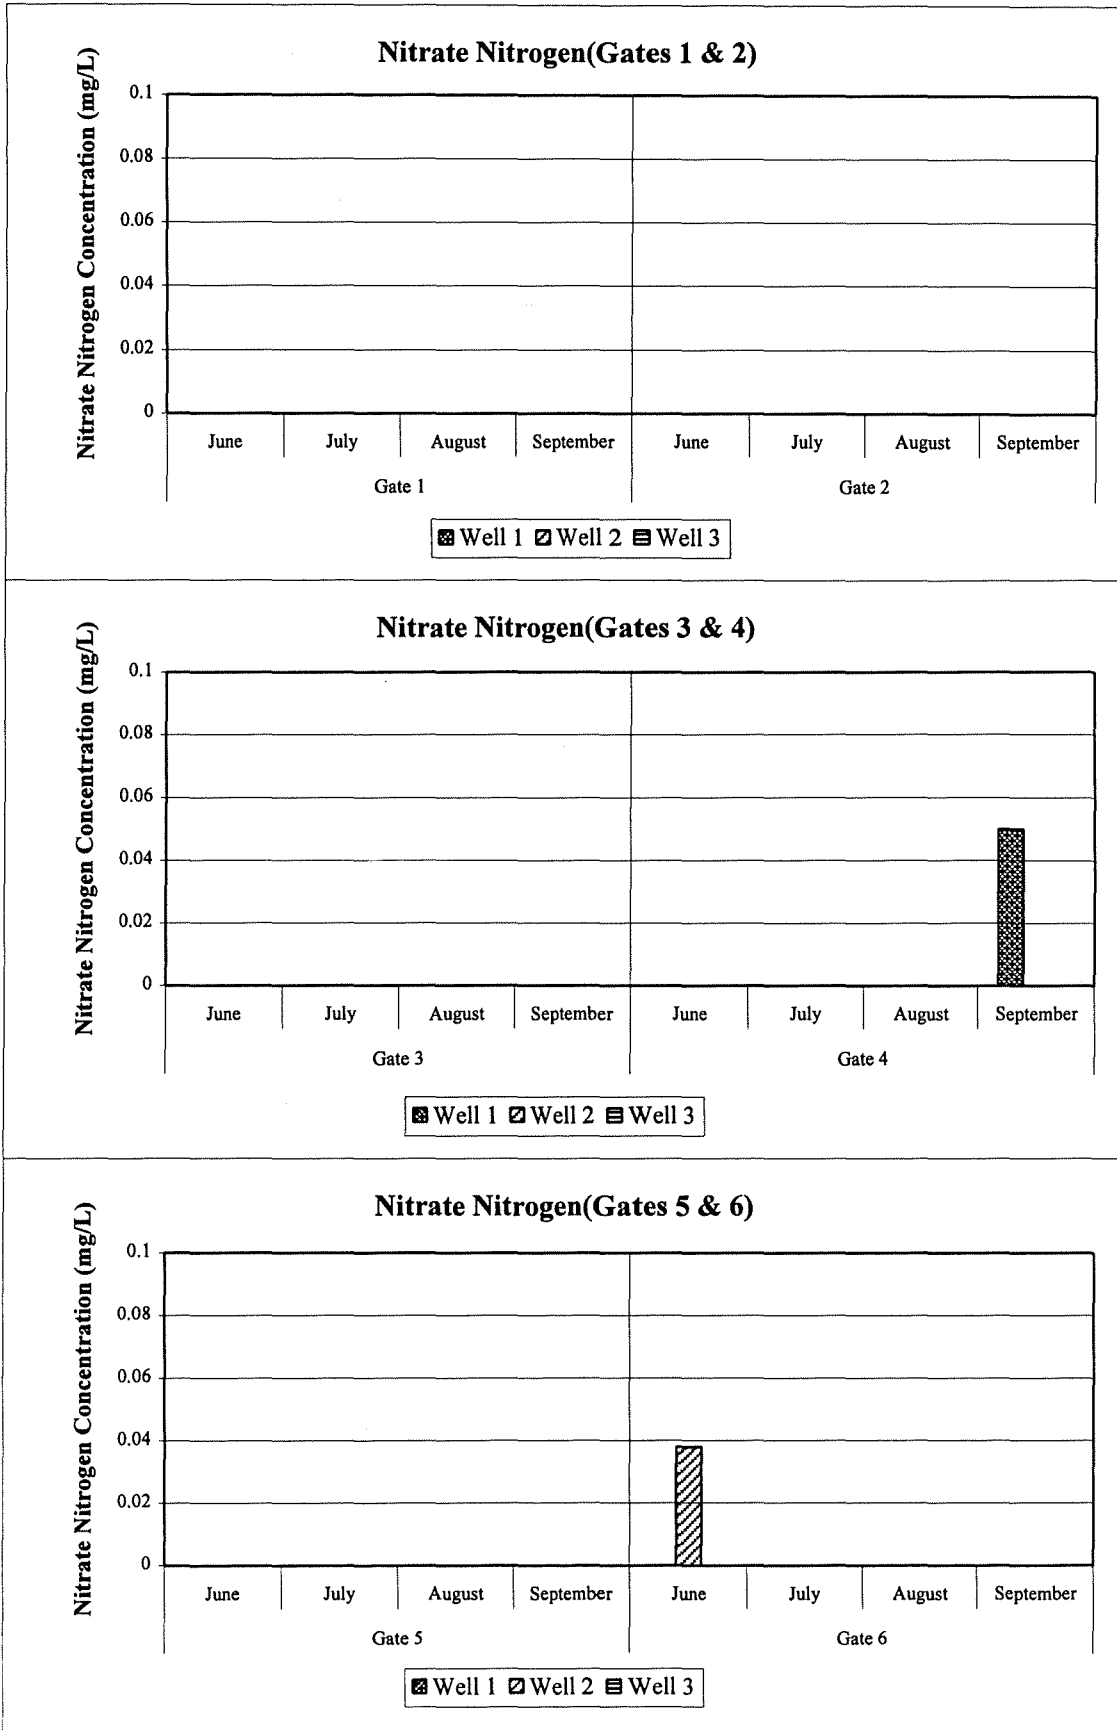 Nitrate Nitrogen(Gates 1 & 2)
Nitrate Nitrogen Concentration (mg/L)
0.1
0.08
0.06
0.04
0.02
0
June July August September June July August September
Gate 1 Gate 2
Well 1 Well 2 Well 3
Nitrate Nitrogen(Gates 3 & 4)
Nitrate Nitrogen Concentration (mg/L)
0.1
0.08
0.06
0.04
0.02
0
June July August September June July August September
Gate 3 Gate 4
Well 1 Well 2 Well 3
Nitrate Nitrogen(Gates 5 & 6)
Nitrate Nitrogen Concentration (mg/L)
0.1
0.08
0.06
0.04
0.02
0
June July August September June July August September
Gate 5 Gate 6
Well 1 Well 2 Well 3